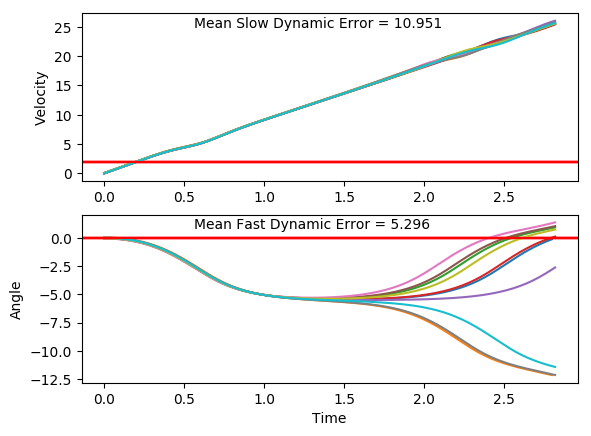 Mean Slow Dynamic Error = 10.951
25
20
15
10
5
0
Velocity
0.0 0.5 1.0 1.5 2.0 2.5
Mean Fast Dynamic Error = 5.296
0.0
−2.5
−5.0
−7.5
−10.0
−12.5
Angle
0.0 0.5 1.0 1.5 2.0 2.5
Time